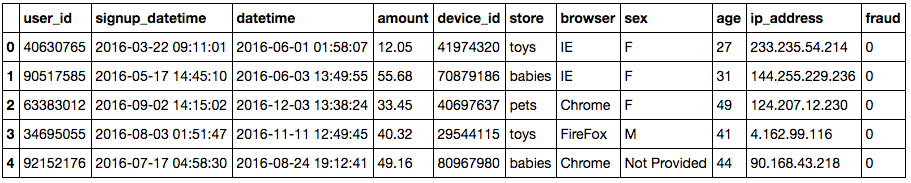 user_id signup_datetime datetime amount device_id store browser sex age ip_address fraud
0 40630765 2016-03-22 09:11:01 2016-06-01 01:58:07 12.05 41974320 toys IE F 27 233.235.54.214 0
1 90517585 2016-05-17 14:45:10 2016-06-03 13:49:55 55.68 70879186 babies IE F 31 144.255.229.236 0
2 63383012 2016-09-02 14:15:02 2016-12-03 13:38:24 33.45 40697637 pets Chrome F 49 124.207.12.230 0
3 34695055 2016-08-03 01:51:47 2016-11-11 12:49:45 40.32 29544115 toys FireFox M 41 4.162.99.116 0
4 92152176 2016-07-17 04:58:30 2016-08-24 19:12:41 49.16 80967980 babies Chrome Not Provided 44 90.168.43.218 0